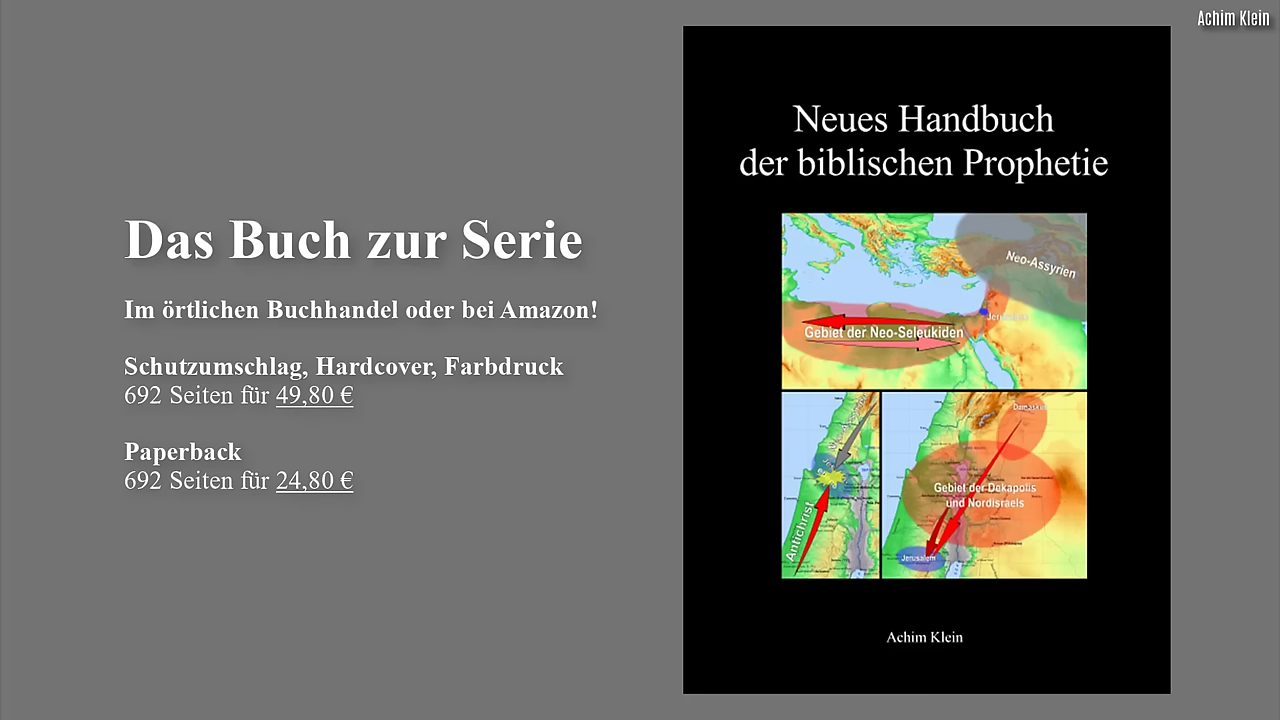 Achim Klein
Das Buch zur Serie
Im örtlichen Buchhandel oder bei Amazon!
Schutzumschlag, Hardcover, Farbdruck
692 Seiten für 49,80 €
Paperback
692 Seiten für 24,80 €
Neues Handbuch
der biblischen Prophetie
Neo-Assyrien
Jerusalem
Gebiet der Neo-Seleukiden
Antichrist
Damaskus
Gebiet der Dekapolis
und Nordisraels
Jerusalem
Achim Klein